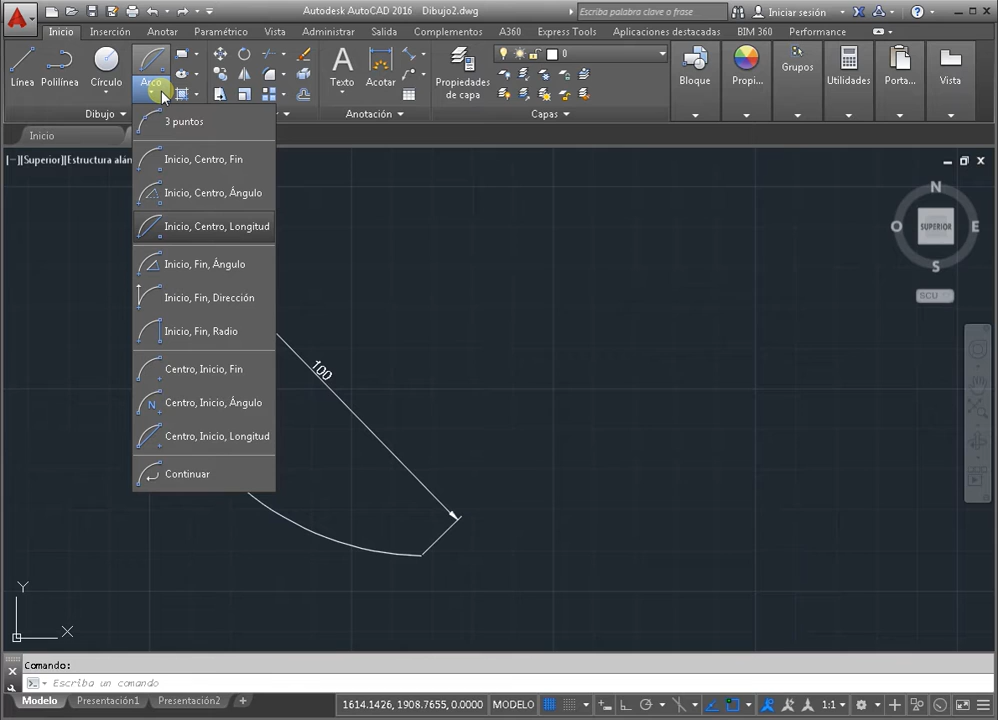 Autodesk AutoCAD 2016 Dibujo2.dwg
Escriba palabra clave o frase
Iniciar sesión
Inicio
Inserción
Anotar
Paramétrico
Vista
Administrar
Salida
Complementos
A360
Express Tools
Aplicaciones destacadas
BIM 360
Performance
0
Línea
Polilínea
Círculo
Arco
Texto
Acotar
Propiedades
de capa
Bloque
Propi...
Grupos
Utilidades
Porta...
Vista
Dibujo
Anotación
Capas
Inicio
[−][Superior][Estructura alán
3 puntos
Inicio, Centro, Fin
Inicio, Centro, Ángulo
Inicio, Centro, Longitud
Inicio, Fin, Ángulo
Inicio, Fin, Dirección
Inicio, Fin, Radio
Centro, Inicio, Fin
Centro, Inicio, Ángulo
Centro, Inicio, Longitud
Continuar
N
O
SUPERIOR
E
S
SCU
100
Y
X
Comando:
Escriba un comando
Modelo
Presentación1
Presentación2
+
1614.1426, 1908.7655, 0.0000
MODELO
1:1